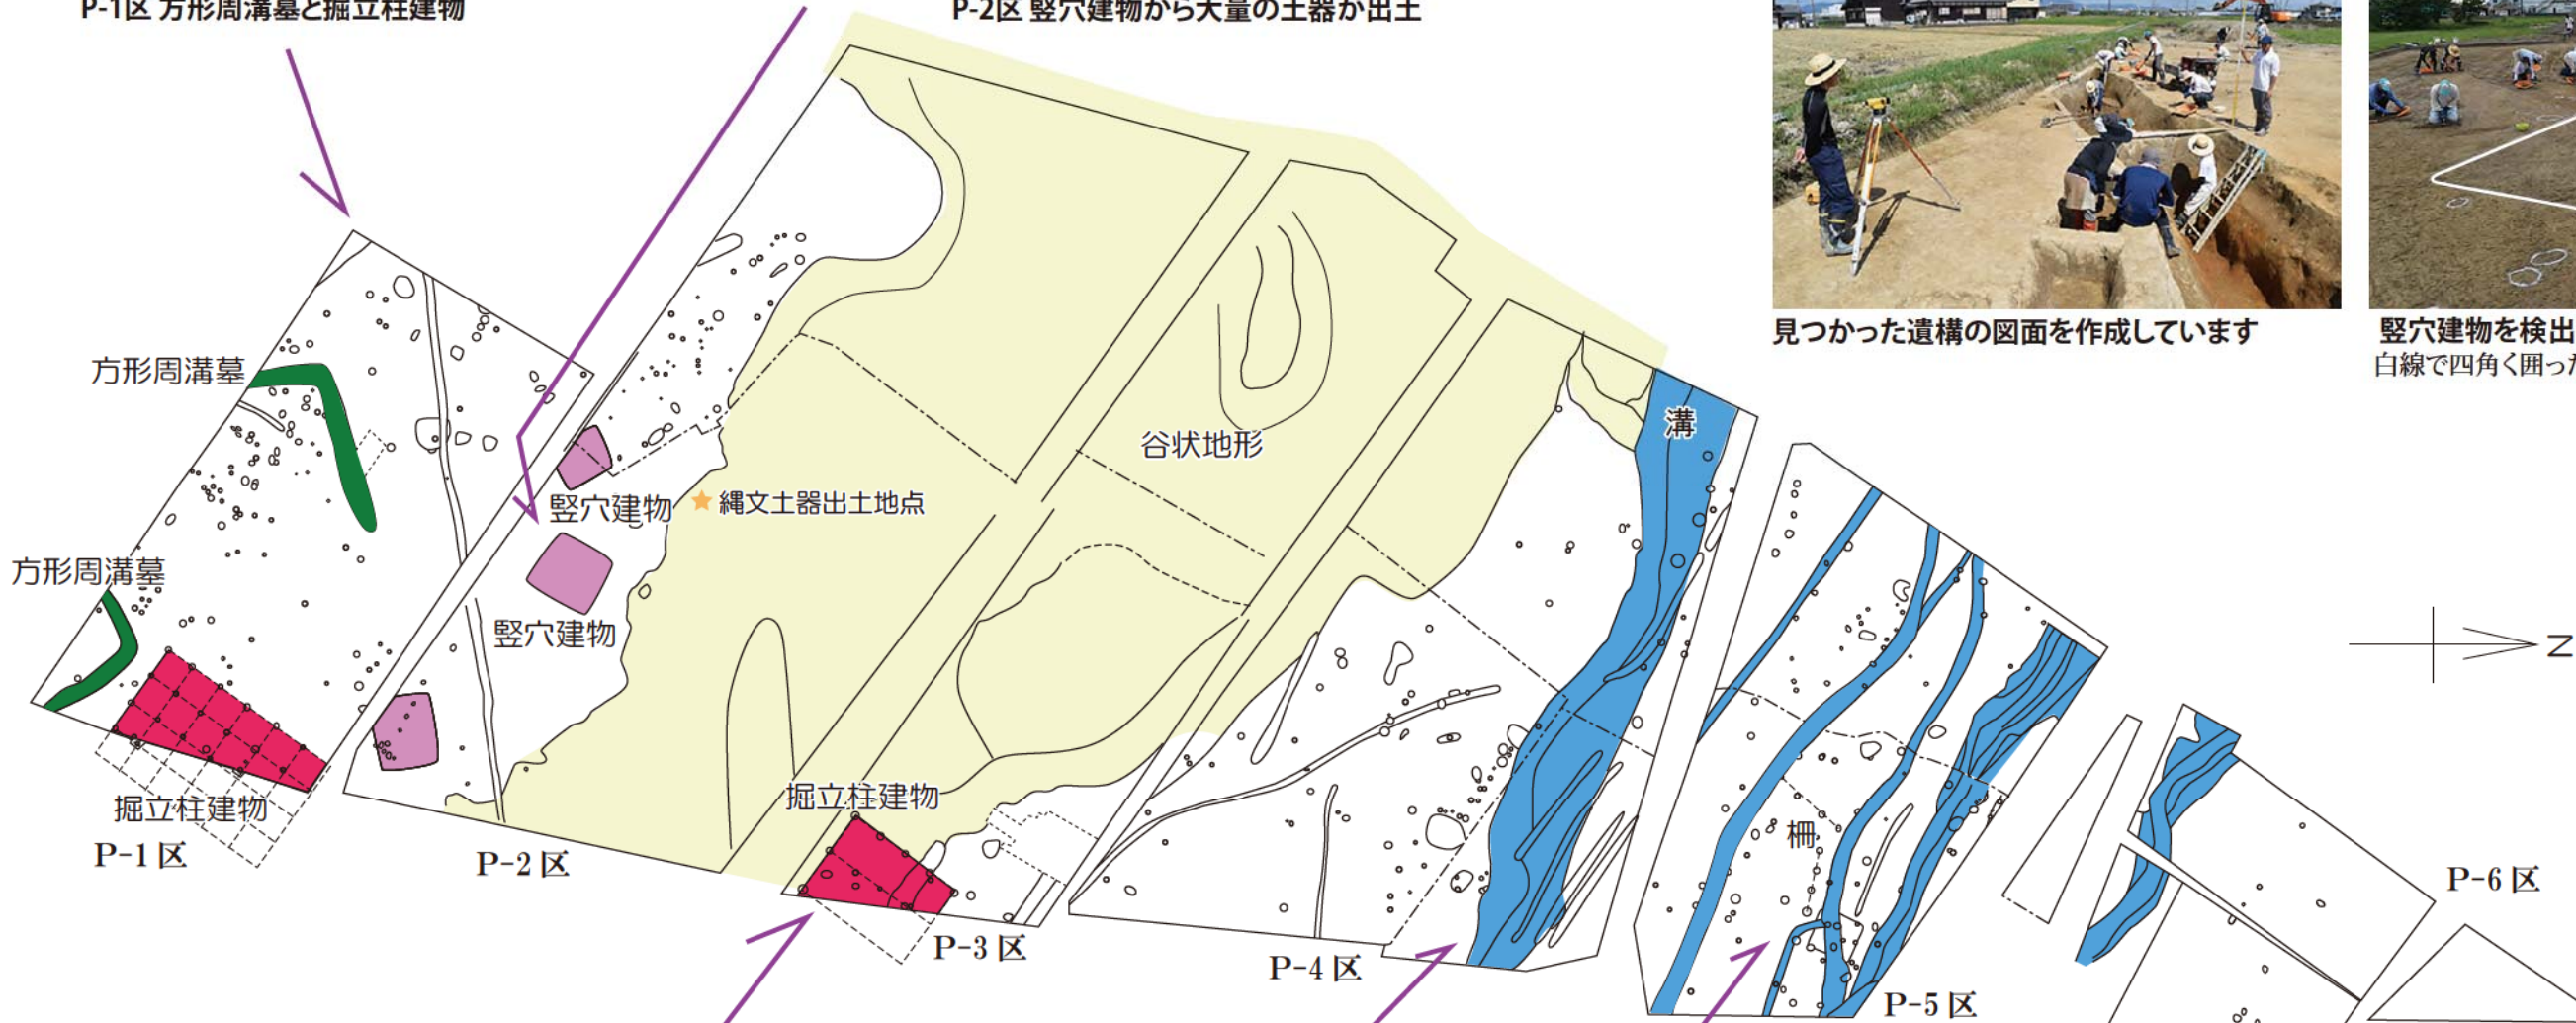 P-1区 方形周溝墓と掘立柱建物
P-2区 竪穴建物から大量の土器が出土
見つかった遺構の図面を作成しています
竪穴建物を検出
白線で四角く囲った
方形周溝墓
方形周溝墓
掘立柱建物
P-1区
竪穴建物
竪穴建物
縄文土器出土地点
P-2区
谷状地形
掘立柱建物
P-3区
P-4区
溝
柵
P-5区
P-6区
N